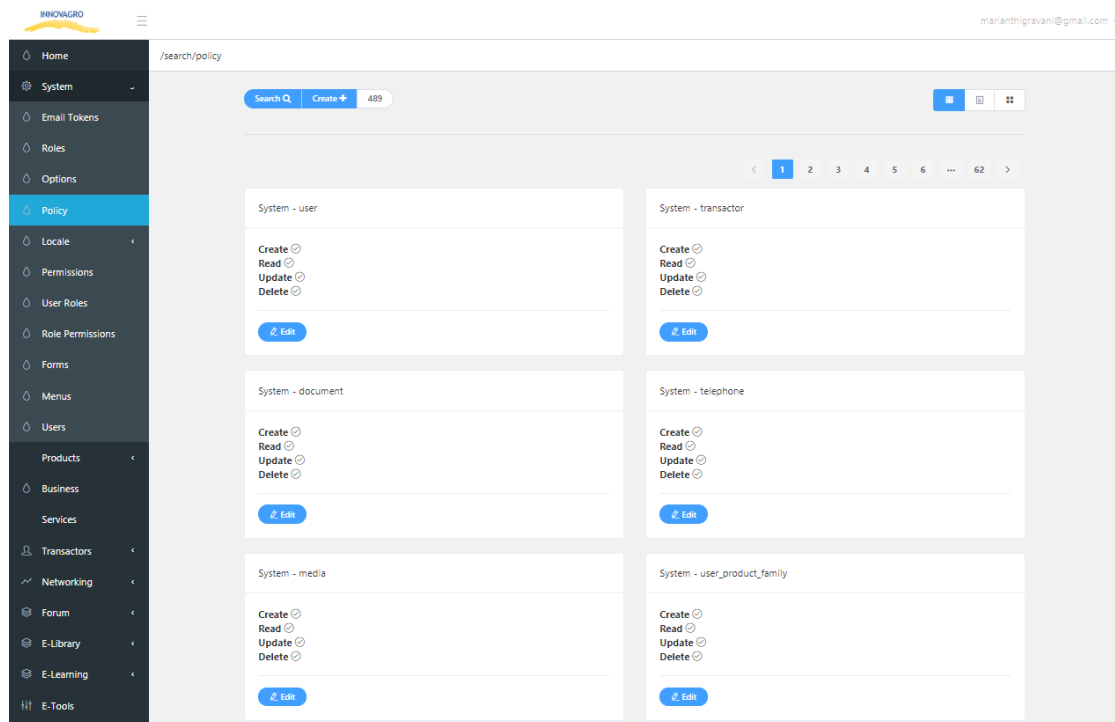 INNOVAGRO
marianthigravani@gmail.com
Home
/search/policy
System
Email Tokens
Roles
Options
Policy
Locale
Permissions
User Roles
Role Permissions
Forms
Menus
Users
Products
Business
Services
Transactors
Networking
Forum
E-Library
E-Learning
E-Tools
Search Create + 489
1 2 3 4 5 6 ... 62
System - user
Create
Read
Update
Delete
Edit
System - transactor
Create
Read
Update
Delete
Edit
System - document
Create
Read
Update
Delete
Edit
System - telephone
Create
Read
Update
Delete
Edit
System - media
Create
Read
Update
Delete
Edit
System - user_product_family
Create
Read
Update
Delete
Edit